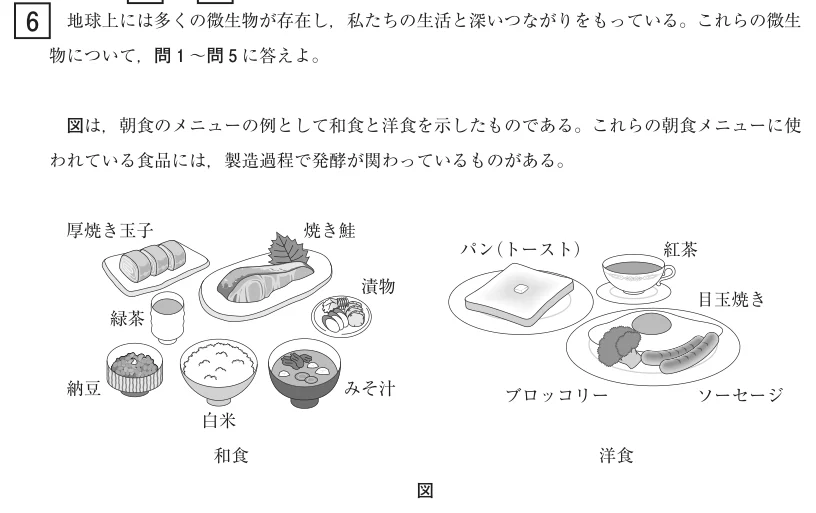 6 地球上には多くの微生物が存在し，私たちの生活と深いつながりをもっている。これらの微生
物について，問1～問5に答えよ。
図は，朝食のメニューの例として和食と洋食を示したものである。これらの朝食メニューに使
われている食品には，製造過程で発酵が関わっているものがある。
厚焼き玉子
焼き鮭
漬物
緑茶
納豆
白米
みそ汁
和食
パン(トースト)
紅茶
目玉焼き
ブロッコリー
ソーセージ
洋食
図